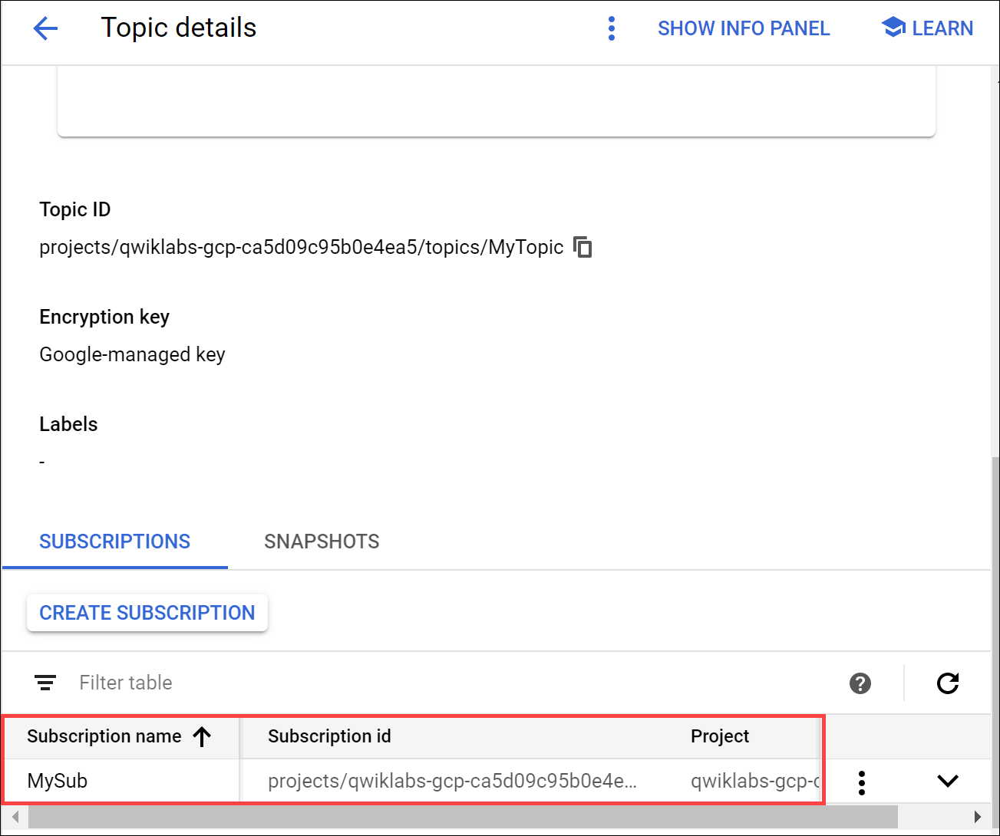 Topic details
SHOW INFO PANEL
LEARN
Topic ID
projects/qwiklabs-gcp-ca5d09c95b0e4ea5/topics/MyTopic
Encryption key
Google-managed key
Labels
-
SUBSCRIPTIONS SNAPSHOTS
CREATE SUBSCRIPTION
Filter table
Subscription name Subscription id Project
MySub projects/qwiklabs-gcp-ca5d09c95b0e4e... qwiklabs-gcp-c